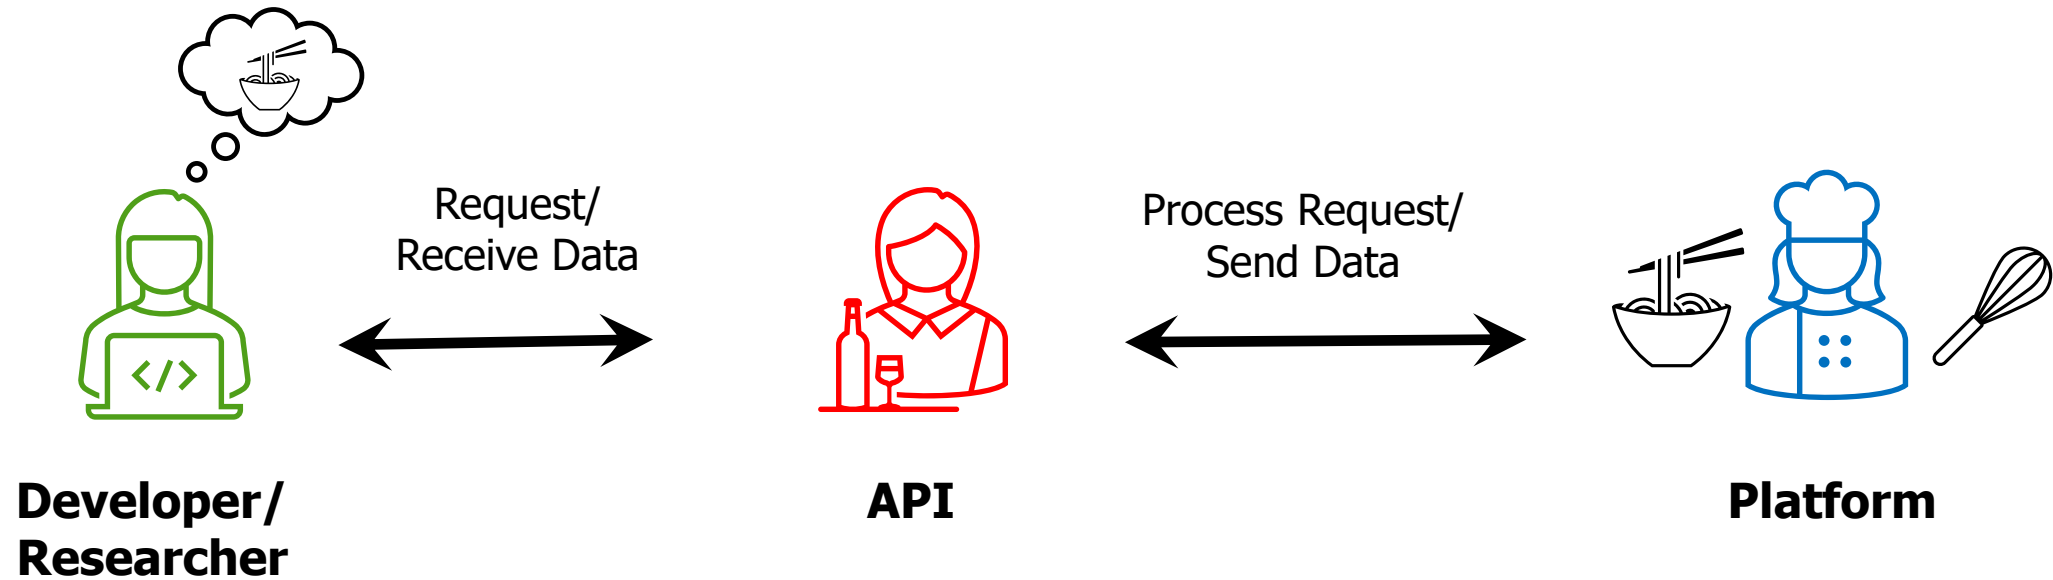 Request/
Receive Data
Process Request/
Send Data
</>
Developer/
Researcher
API
Platform